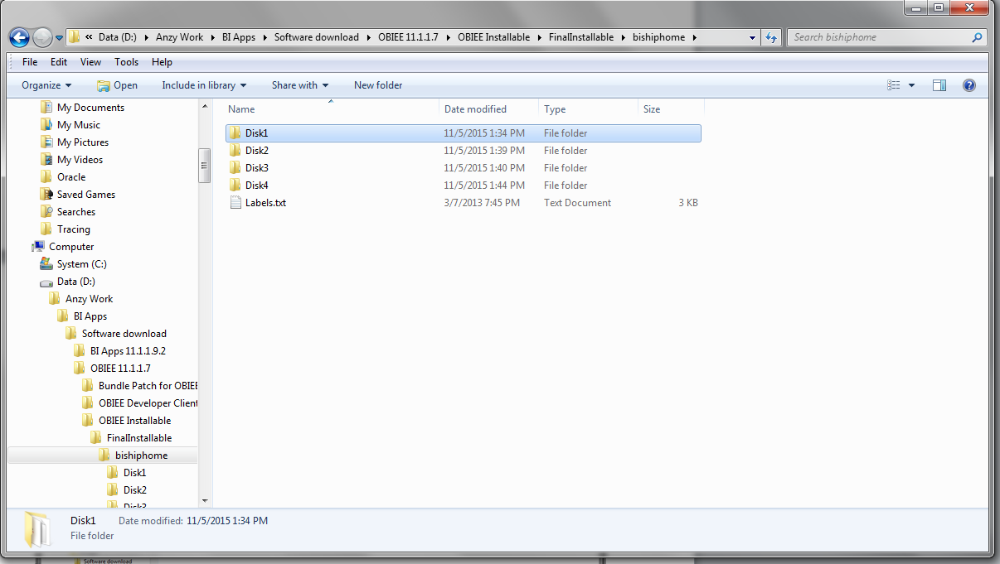 « Data (D:) Anzy Work BI Apps Software download OBIEE 11.1.1.7 OBIEE Installable FinalInstallable bishiphome Search bishiphome
File Edit View Tools Help
Organize Open Include in library Share with New folder
Name Date modified Type Size
Disk1 11/5/2015 1:34 PM File folder
Disk2 11/5/2015 1:39 PM File folder
Disk3 11/5/2015 1:40 PM File folder
Disk4 11/5/2015 1:44 PM File folder
Labels.txt 3/7/2013 7:45 PM Text Document 3 KB
My Documents
My Music
My Pictures
My Videos
Oracle
Saved Games
Searches
Tracing
Computer
System (C:)
Data (D:)
Anzy Work
BI Apps
Software download
BI Apps 11.1.1.9.2
OBIEE 11.1.1.7
Bundle Patch for OBIEE
OBIEE Developer Client
OBIEE Installable
FinalInstallable
bishiphome
Disk1
Disk2
Disk3
Disk1 Date modified: 11/5/2015 1:34 PM
File folder
Software download